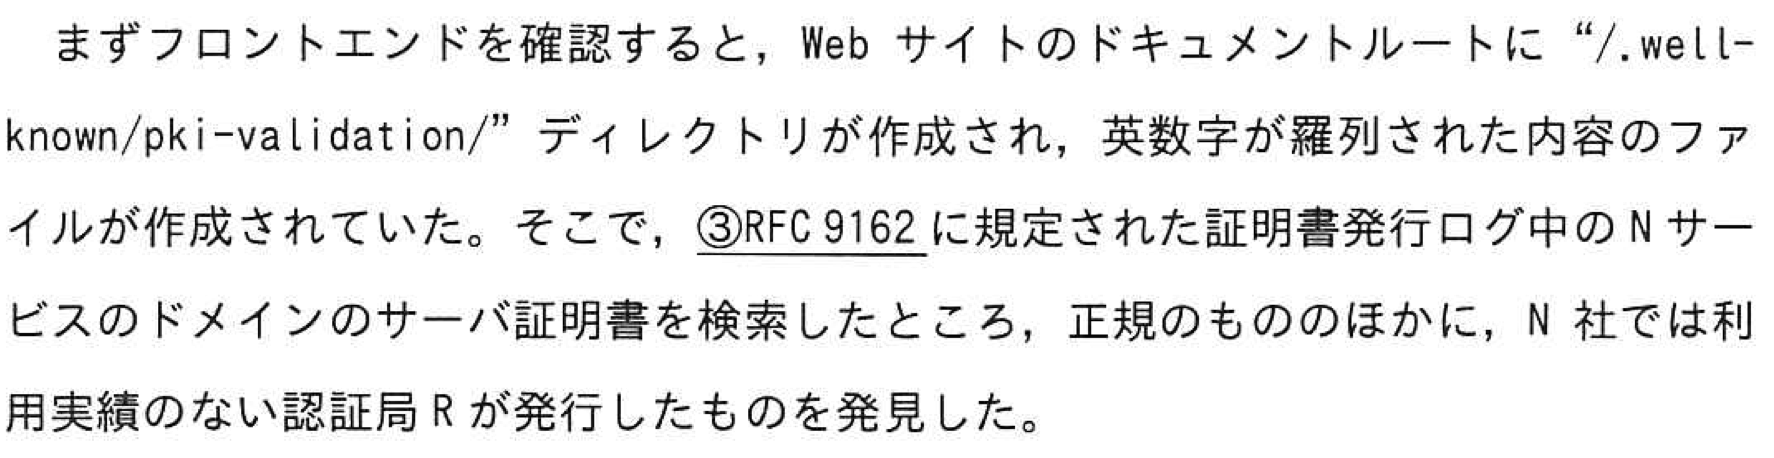 まずフロントエンドを確認すると，Web サイトのドキュメントルートに “/.well-
known/pki-validation/” ディレクトリが作成され，英数字が羅列された内容のファ
イルが作成されていた。そこで，③RFC 9162 に規定された証明書発行ログ中の N サー
ビスのドメインのサーバ証明書を検索したところ，正規のもののほかに，N 社では利
用実績のない認証局 R が発行したものを発見した。